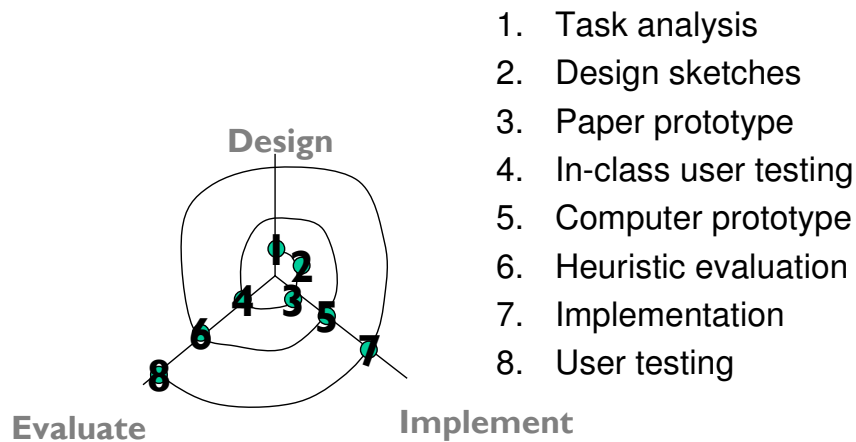 1. Task analysis
2. Design sketches
3. Paper prototype
4. In-class user testing
5. Computer prototype
6. Heuristic evaluation
7. Implementation
8. User testing
Design
1
2
4
3
5
6
7
8
Evaluate
Implement